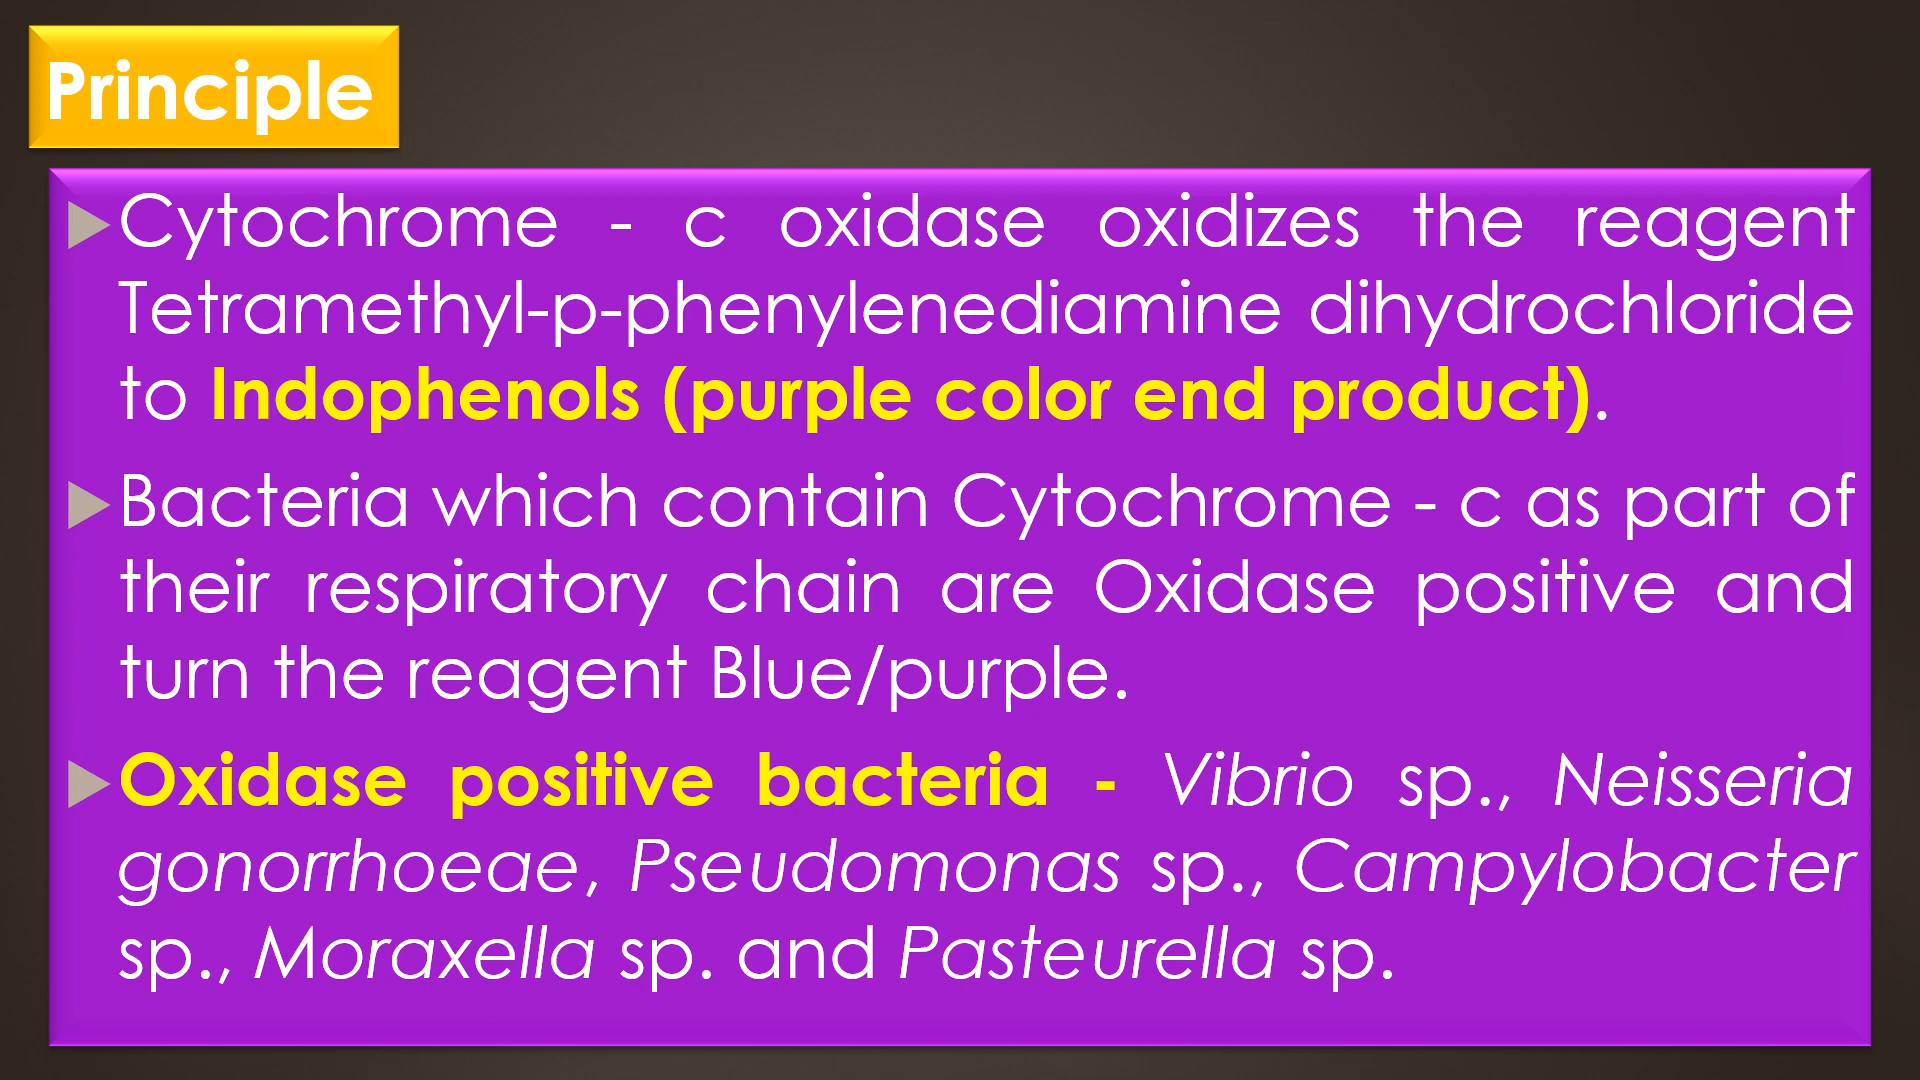 Principle
Cytochrome - c oxidase oxidizes the reagent
Tetramethyl-p-phenylenediamine dihydrochloride
to Indophenols (purple color end product).
Bacteria which contain Cytochrome - c as part of
their respiratory chain are Oxidase positive and
turn the reagent Blue/purple.
Oxidase positive bacteria - Vibrio sp., Neisseria
gonorrhoeae, Pseudomonas sp., Campylobacter
sp., Moraxella sp. and Pasteurella sp.